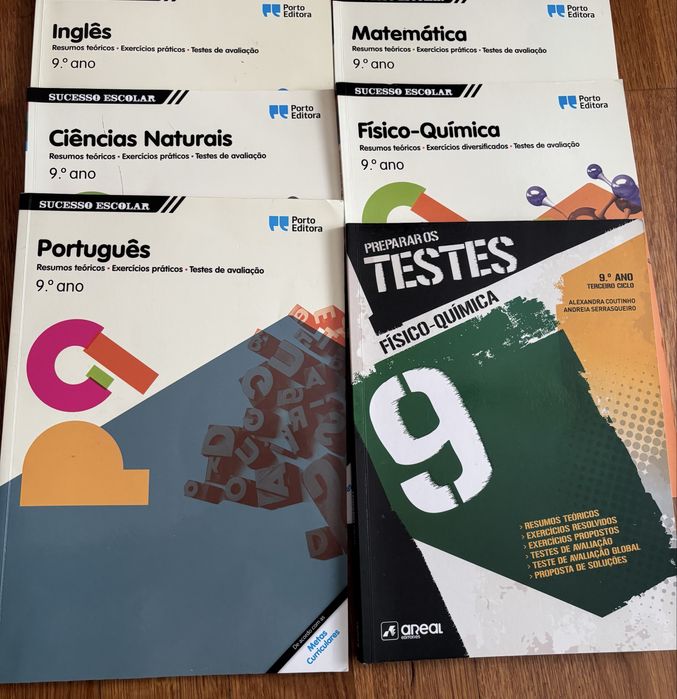 Inglês
Resumos teóricos • Exercícios práticos • Testes de avaliação
9.º ano
Porto
Editora
Matemática
Resumos teóricos • Exercícios práticos • Testes de avaliação
9.º ano
Porto
Editora
SUCESSO ESCOLAR
Porto
Editora
Ciências Naturais
Resumos teóricos • Exercícios práticos • Testes de avaliação
9.º ano
SUCESSO ESCOLAR
Porto
Editora
Físico-Química
Resumos teóricos • Exercícios diversificados • Testes de avaliação
9.º ano
SUCESSO ESCOLAR
Porto
Editora
Português
Resumos teóricos • Exercícios práticos • Testes de avaliação
9.º ano
De acordo com as
Metas
Curriculares
PREPARAR OS
TESTES
9.º ANO
TERCEIRO CICLO
ALEXANDRA COUTINHO
ANDREIA SERRASQUEIRO
FÍSICO-QUÍMICA
9
› RESUMOS TEÓRICOS
› EXERCÍCIOS RESOLVIDOS
› EXERCÍCIOS PROPOSTOS
› TESTES DE AVALIAÇÃO
› TESTE DE AVALIAÇÃO GLOBAL
› PROPOSTA DE SOLUÇÕES
areal
editores